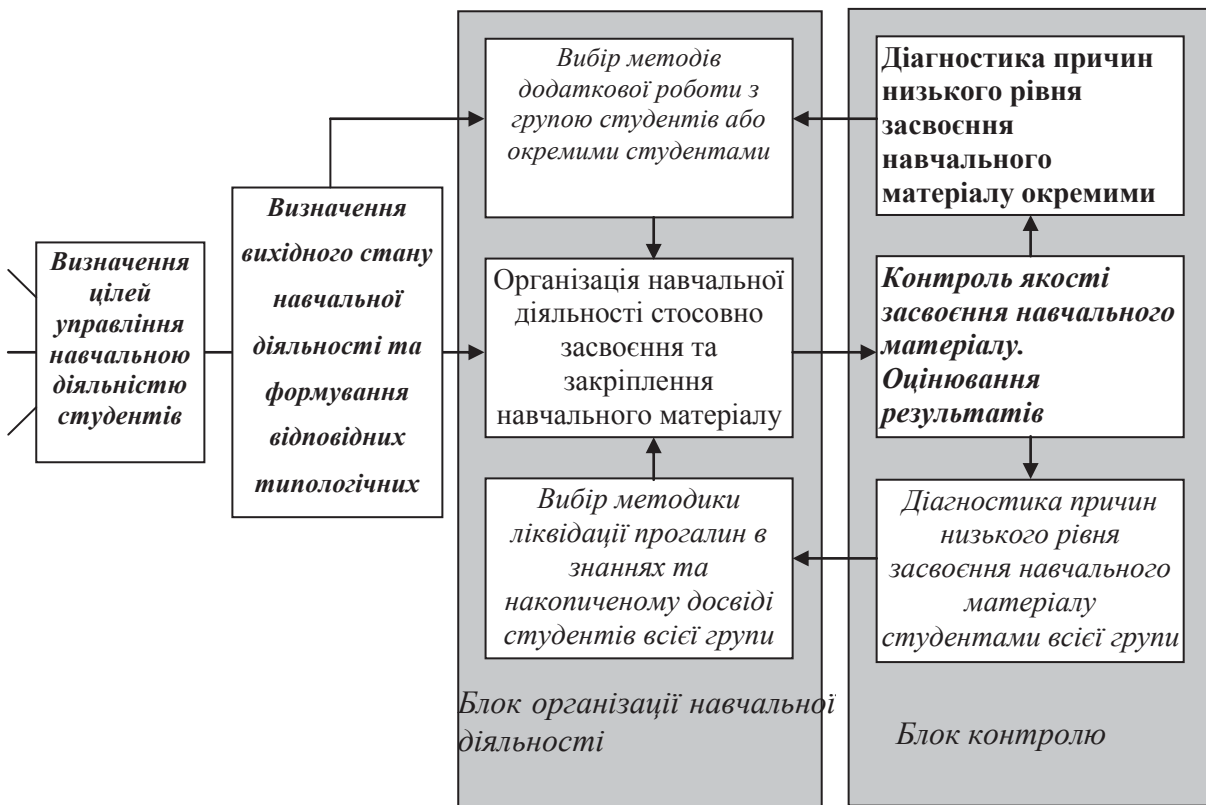 Визначення
цілей
управління
навчальною
діяльністю
студентів
Визначення
вихідного стану
навчальної
діяльності та
формування
відповідних
типологічних
Вибір методів
додаткової роботи з
групою студентів або
окремими студентами
Організація навчальної
діяльності стосовно
засвоєння та
закріплення
навчального матеріалу
Вибір методики
ліквідації прогалин в
знаннях та
накопиченому досвіді
студентів всієї групи
Блок організації навчальної
діяльності
Діагностика причин
низького рівня
засвоєння
навчального
матеріалу окремими
Контроль якості
засвоєння навчального
матеріалу.
Оцінювання
результатів
Діагностика причин
низького рівня
засвоєння навчального
матеріалу
студентами всієї групи
Блок контролю